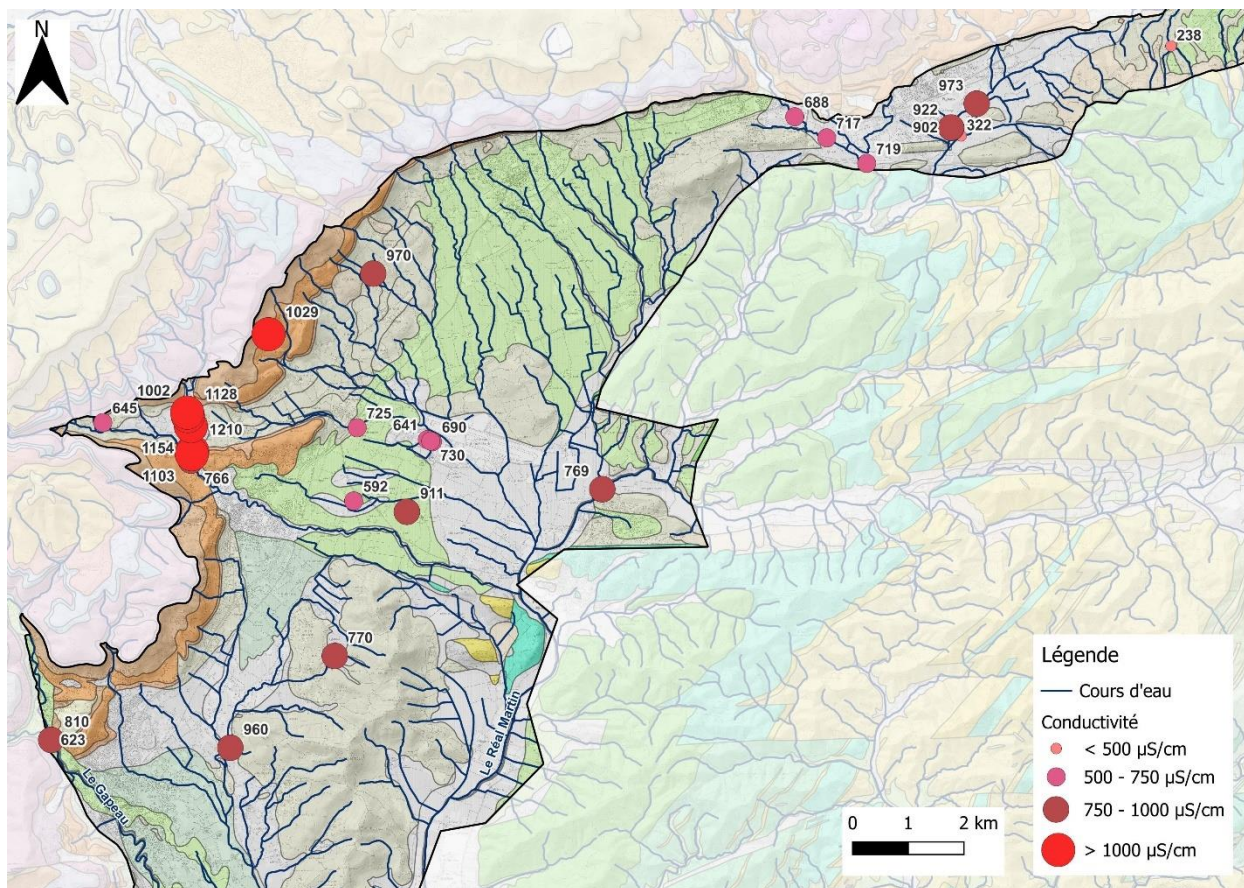 N
238
973
922
902
322
688
717
719
970
1029
1002
1128
645
1210
1154
1103
766
725
641
690
730
769
592
911
770
810
623
960
Le Gapeau
Le Réal Martin
0 1 2 km
Légende
Cours d'eau
Conductivité
< 500 µS/cm
500 - 750 µS/cm
750 - 1000 µS/cm
> 1000 µS/cm